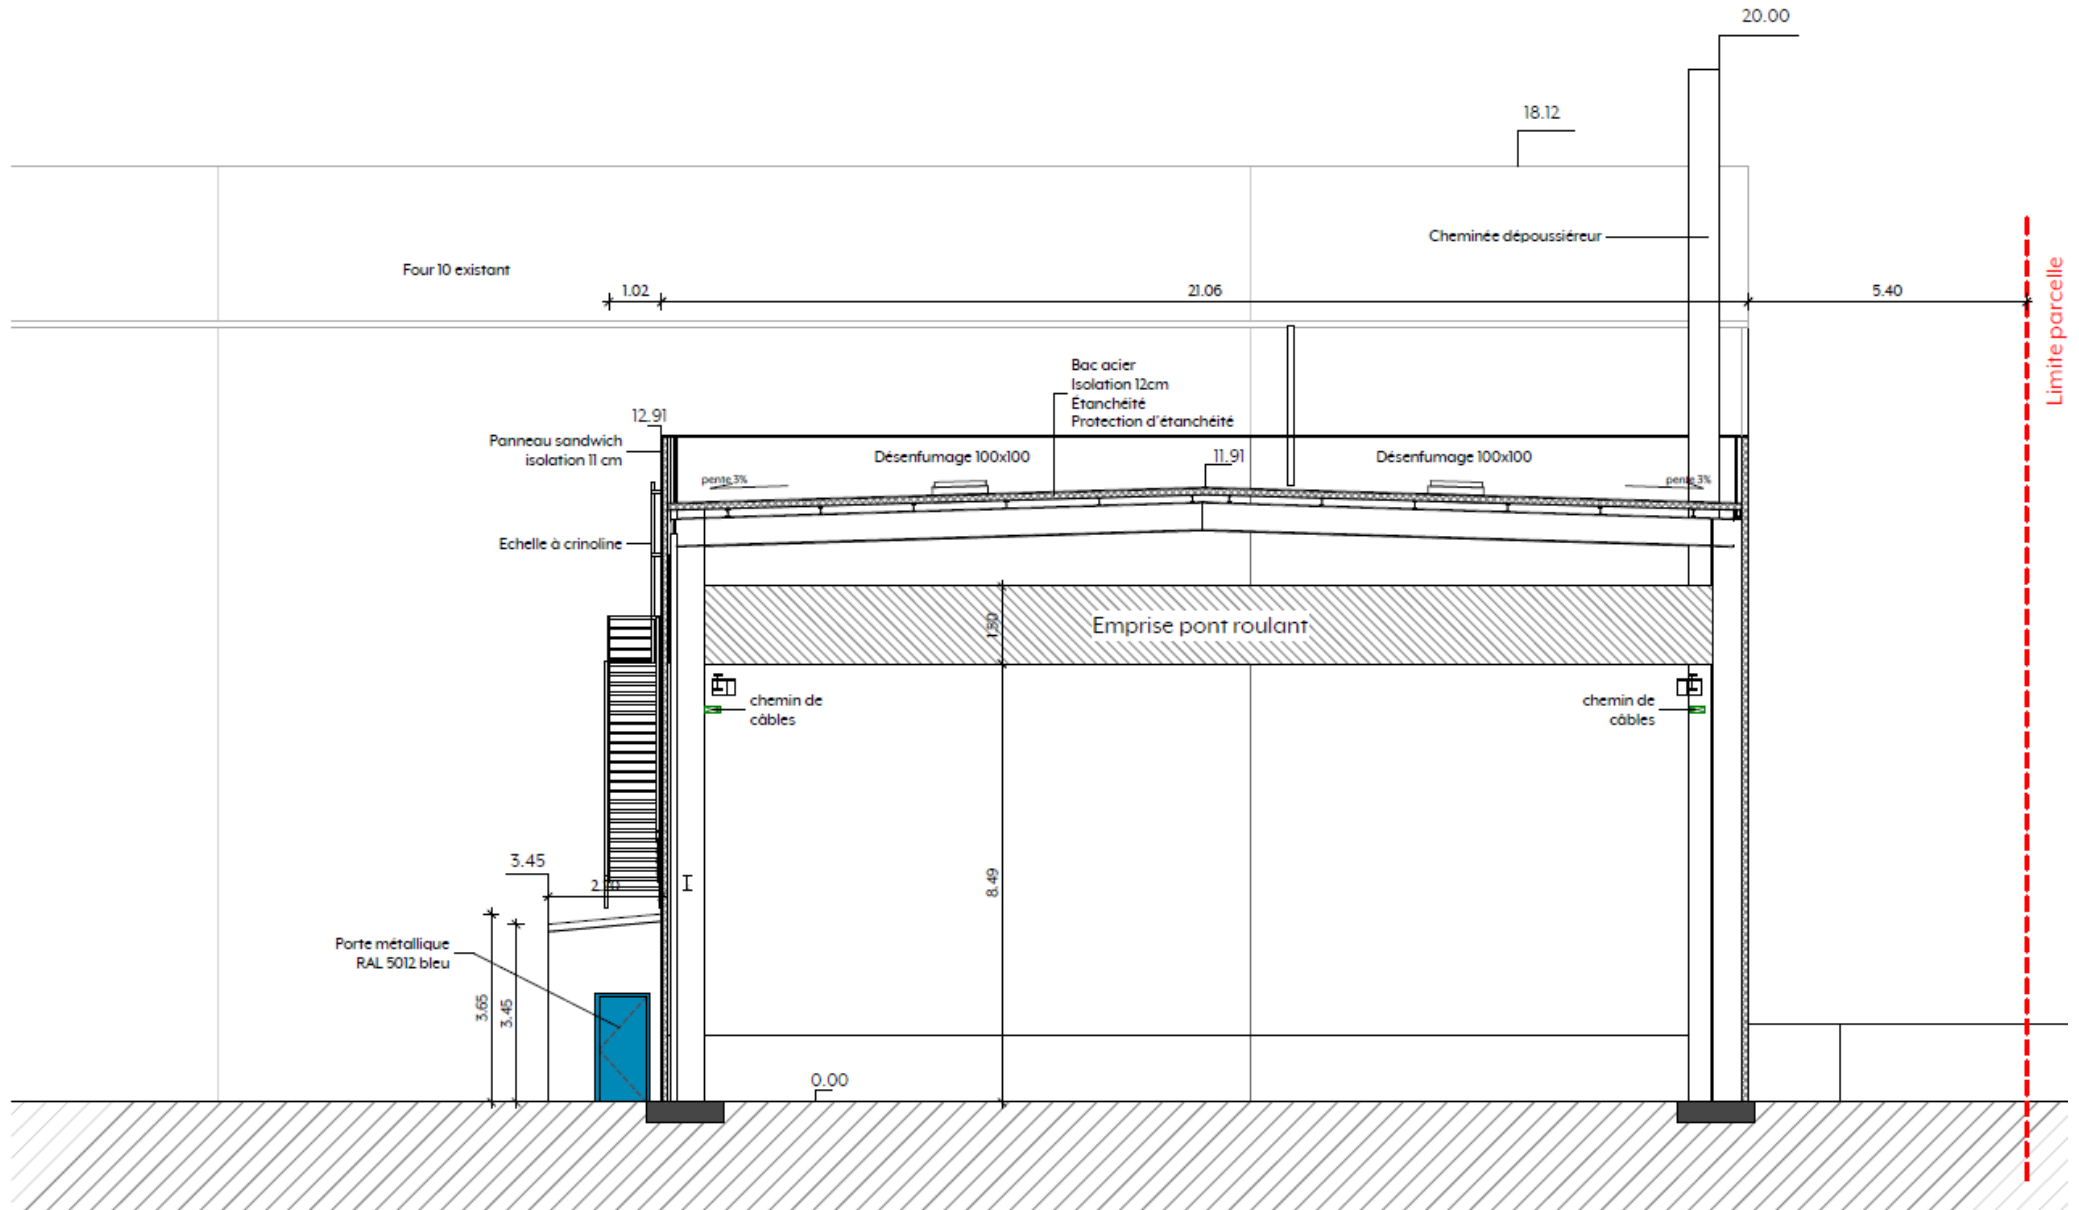 20.00
18.12
Cheminée dépoussiéreur
Four 10 existant
1.02
21.06
5.40
Limite parcelle
Bac acier
Isolation 12cm
Étanchéité
Protection d'étanchéité
12.91
Panneau sandwich
isolation 11 cm
Désenfumage 100x100
11.91
Désenfumage 100x100
pente 3%
pente 3%
Echelle à crinoline
1.50
Emprise pont roulant
chemin de
câbles
chemin de
câbles
3.45
8.49
Porte métallique
RAL 5012 bleu
3.65
3.45
0.00